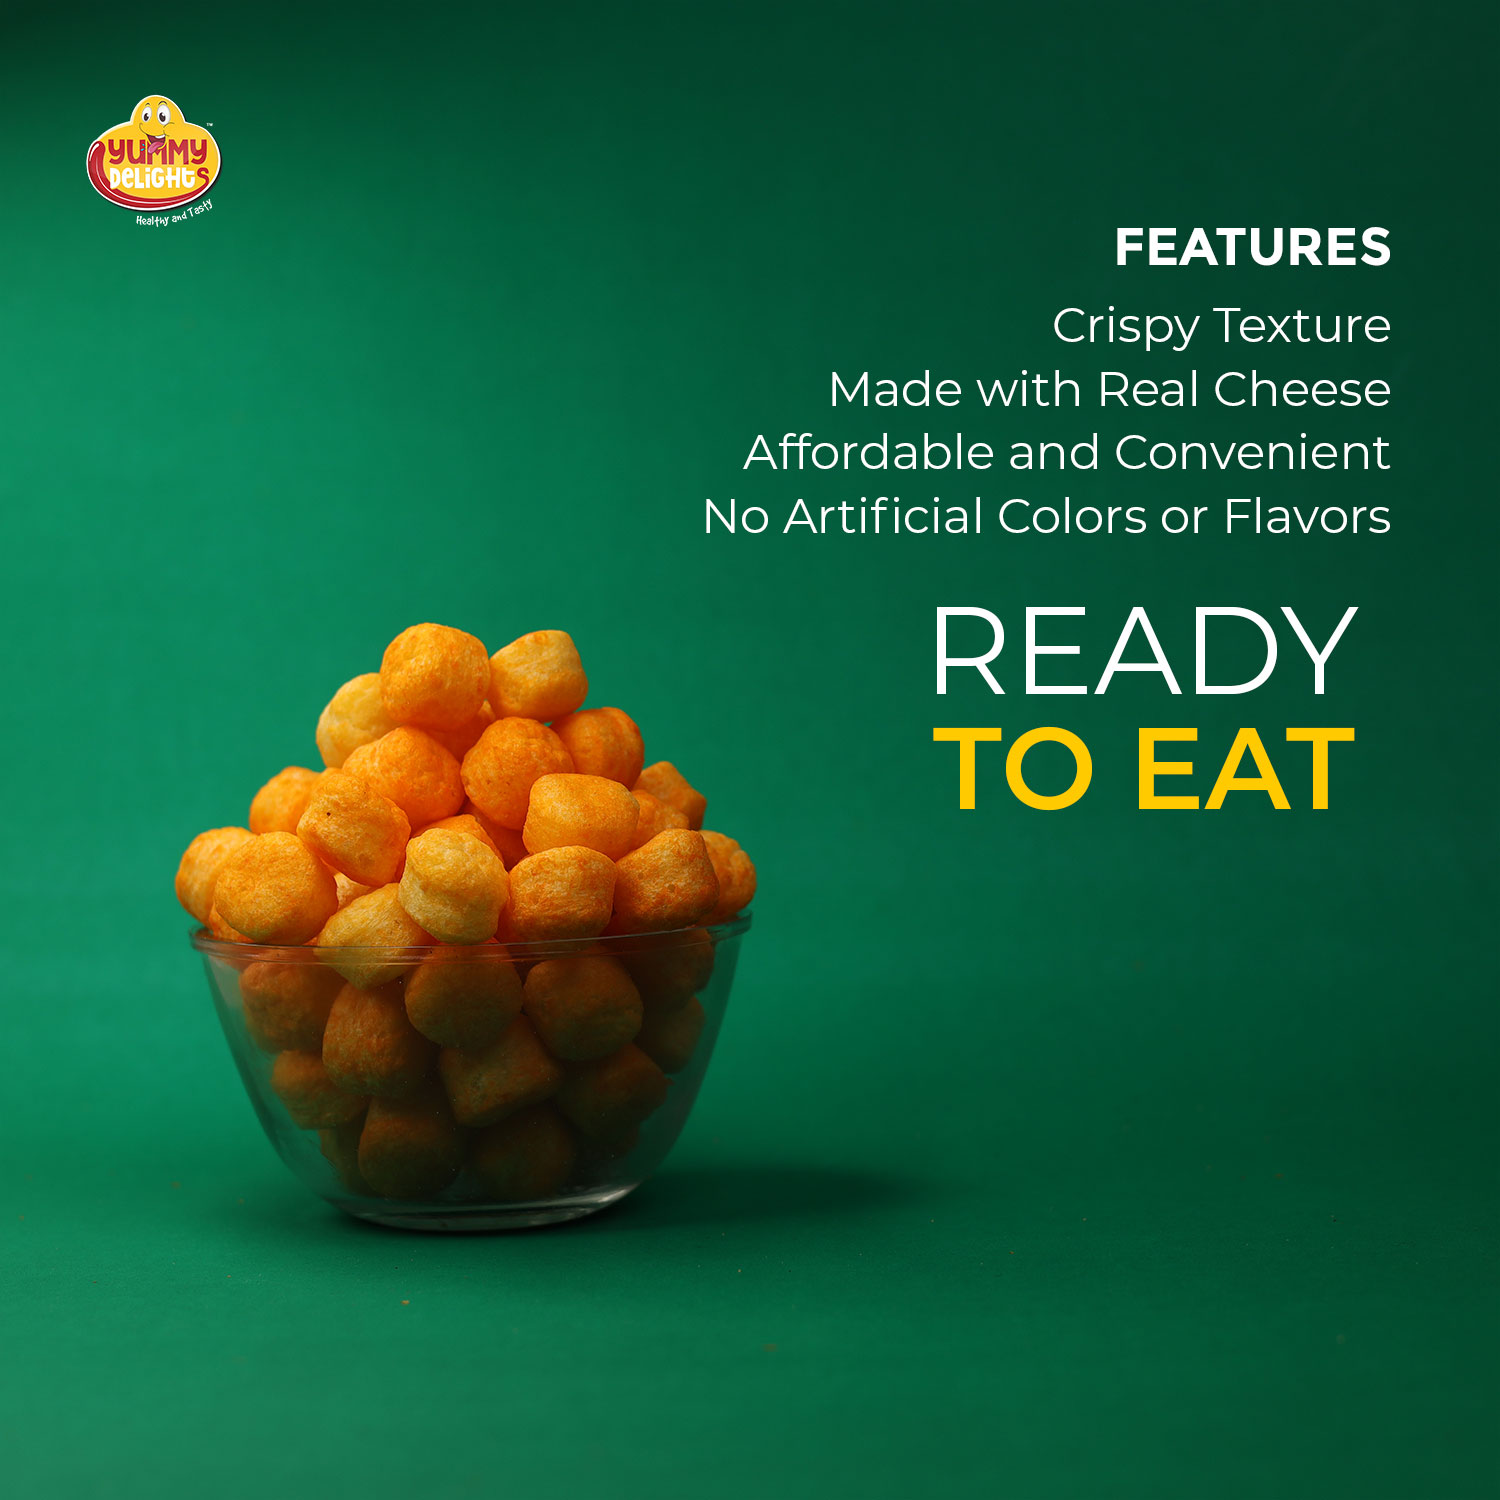 YUMMY
DELIGHTS
™
Healthy and Tasty
FEATURES
Crispy Texture
Made with Real Cheese
Affordable and Convenient
No Artificial Colors or Flavors
READY
TO EAT